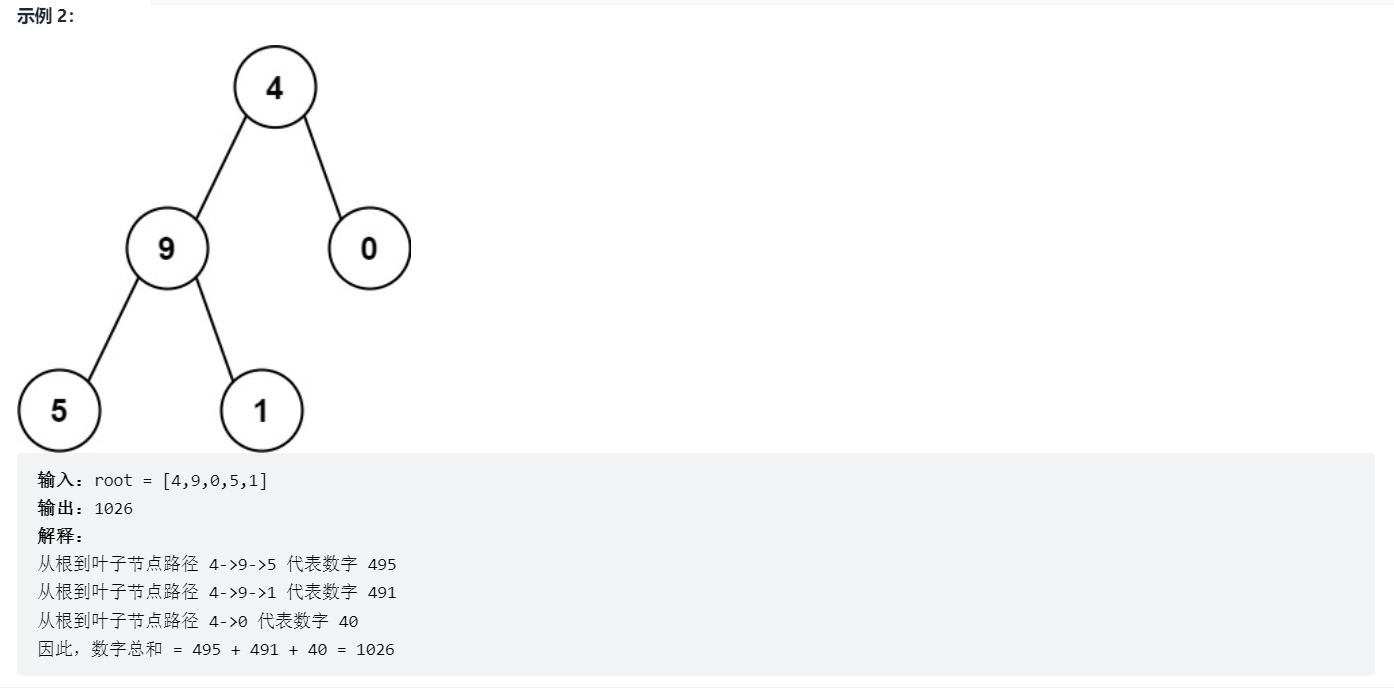 示例 2：
4
9
0
5
1
输入：root = [4,9,0,5,1]
输出：1026
解释：
从根到叶子节点路径 4->9->5 代表数字 495
从根到叶子节点路径 4->9->1 代表数字 491
从根到叶子节点路径 4->0 代表数字 40
因此，数字总和 = 495 + 491 + 40 = 1026